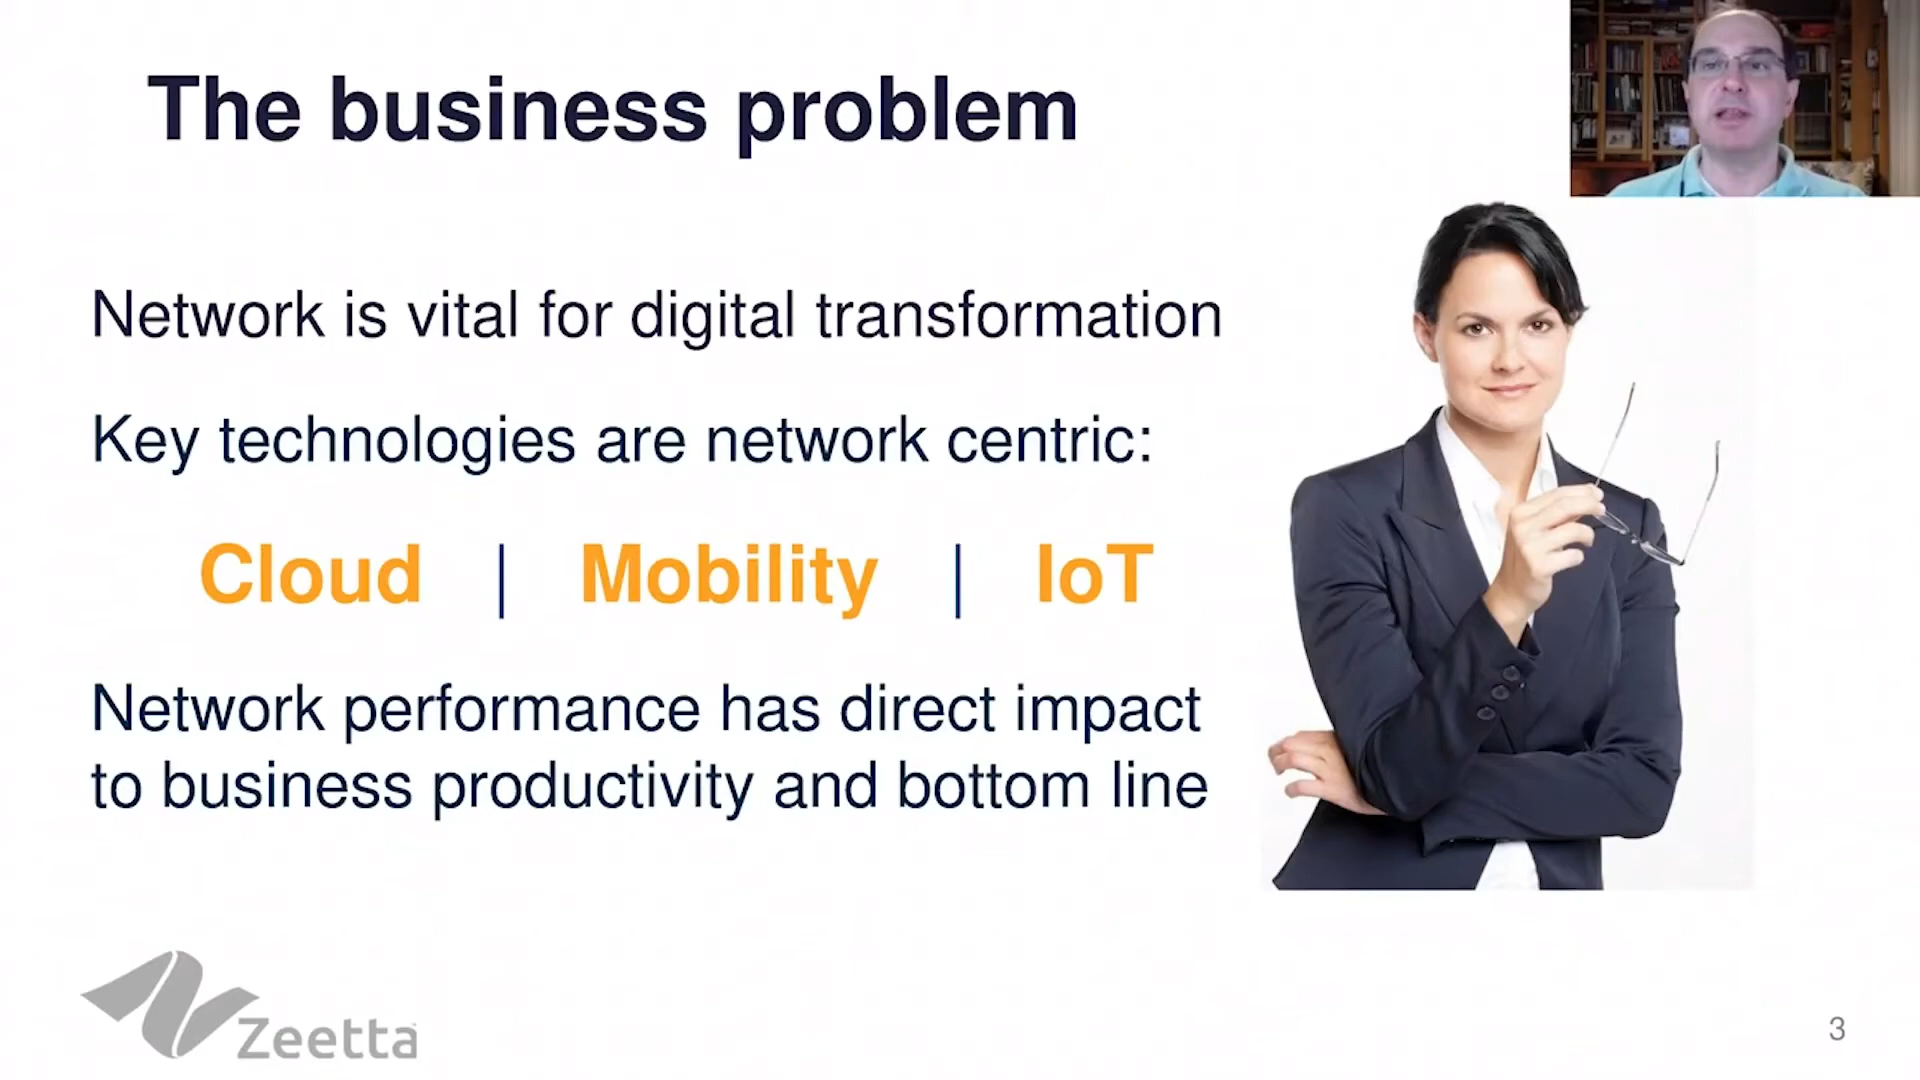 The business problem
Network is vital for digital transformation
Key technologies are network centric:
Cloud | Mobility | IoT
Network performance has direct impact
to business productivity and bottom line
Zeetta
3